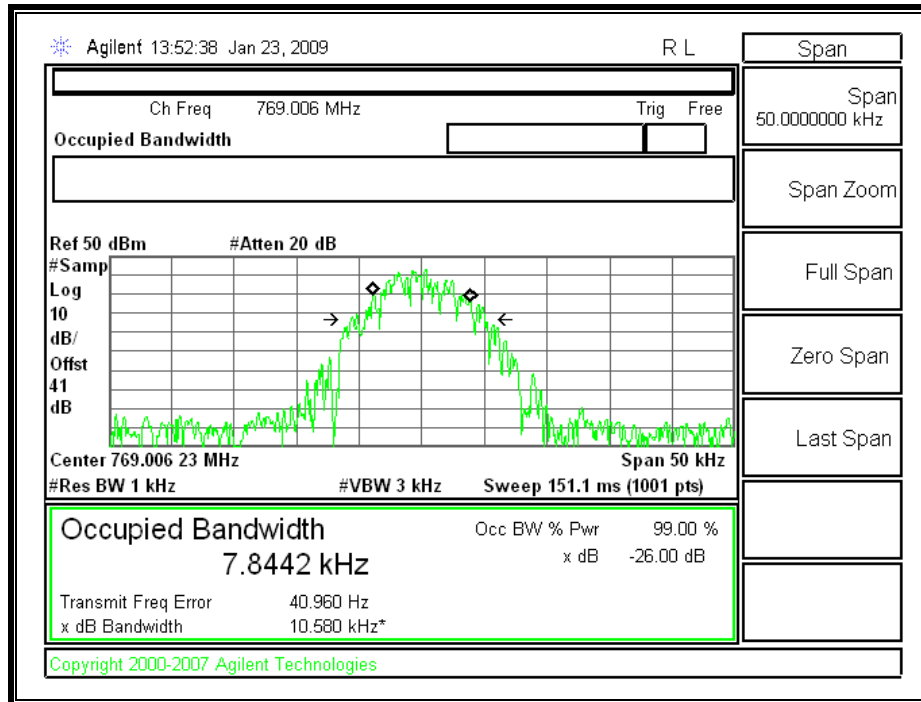 Agilent 13:52:38 Jan 23, 2009 R L
Span
Ch Freq 769.006 MHz Trig Free
Occupied Bandwidth
Span
50.0000000 kHz
Span Zoom
Full Span
Zero Span
Last Span
Ref 50 dBm #Atten 20 dB
#Samp
Log
10
dB/
Offst
41
dB
Center 769.006 23 MHz Span 50 kHz
#Res BW 1 kHz #VBW 3 kHz Sweep 151.1 ms (1001 pts)
Occupied Bandwidth Occ BW % Pwr 99.00 %
7.8442 kHz x dB -26.00 dB
Transmit Freq Error 40.960 Hz
x dB Bandwidth 10.580 kHz*
Copyright 2000-2007 Agilent Technologies